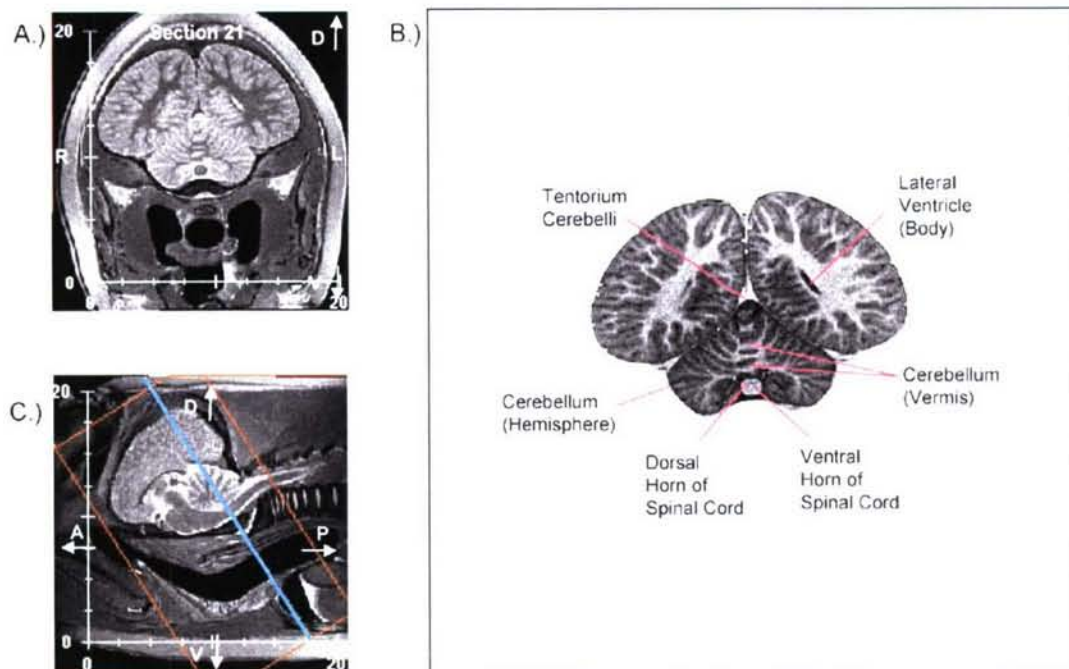 A.)
20
Section 21
D
R
L
0
0
V
20
B.)
Tentorium
Cerebelli
Lateral
Ventricle
(Body)
Cerebellum
(Hemisphere)
Cerebellum
(Vermis)
Dorsal
Horn of
Spinal Cord
Ventral
Horn of
Spinal Cord
C.)
20
D
A
P
0
V
0
20